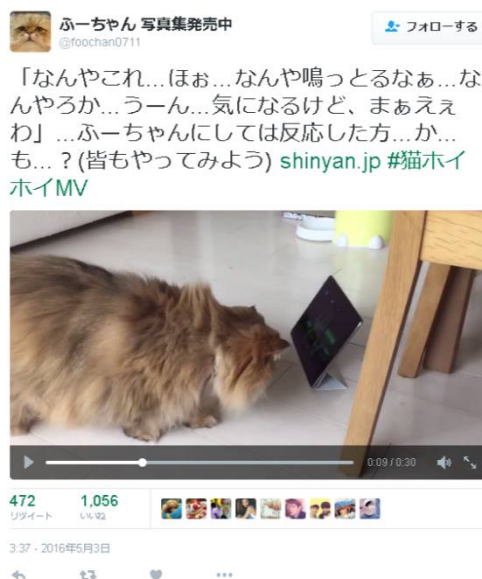 ふーちゃん 写真集発売中
@foochan0711
フォローする
「なんやこれ…ほぉ…なんや鳴っとるなぁ…な
んやろか…うーん…気になるけど、まぁえぇ
わ」…ふーちゃんにしては反応した方…か…
も…？(皆もやってみよう) shinyan.jp #猫ホイ
ホイMV
0:09 / 0:30
472 1,056
リツイート いいね
3:37 - 2016年5月3日